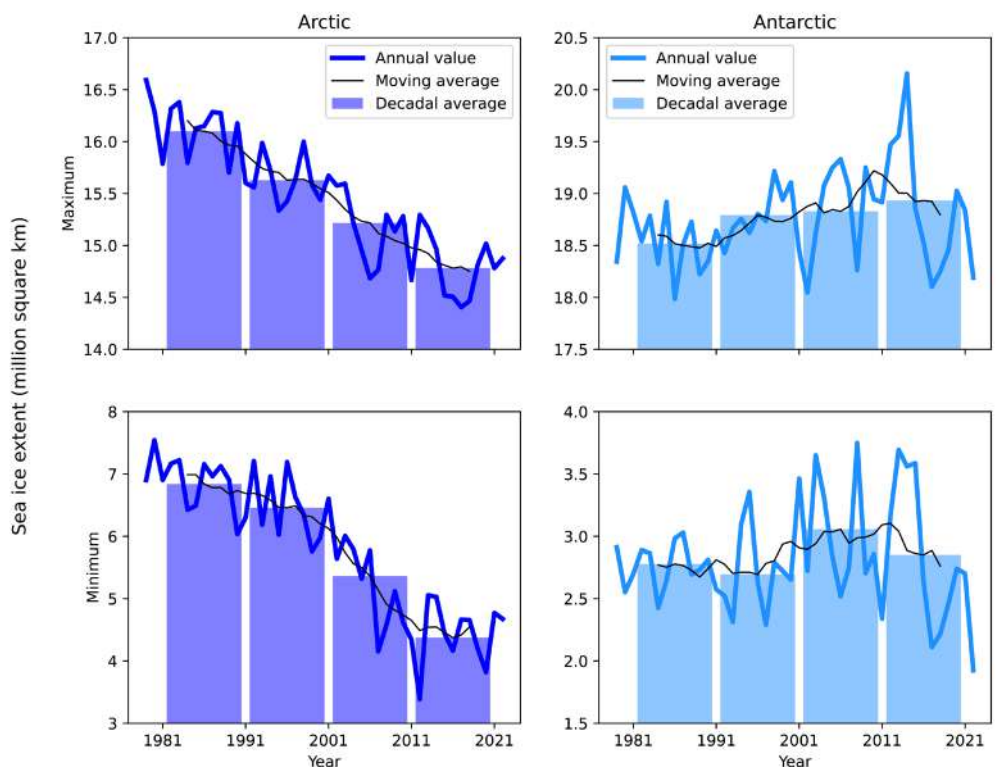 Arctic
Antarctic
Sea ice extent (million square km)
Maximum
17.0
16.5
16.0
15.5
15.0
14.5
14.0
Annual value
Moving average
Decadal average
20.5
20.0
19.5
19.0
18.5
18.0
17.5
Annual value
Moving average
Decadal average
Minimum
8
7
6
5
4
3
1981 1991 2001 2011 2021
Year
4.0
3.5
3.0
2.5
2.0
1.5
1981 1991 2001 2011 2021
Year